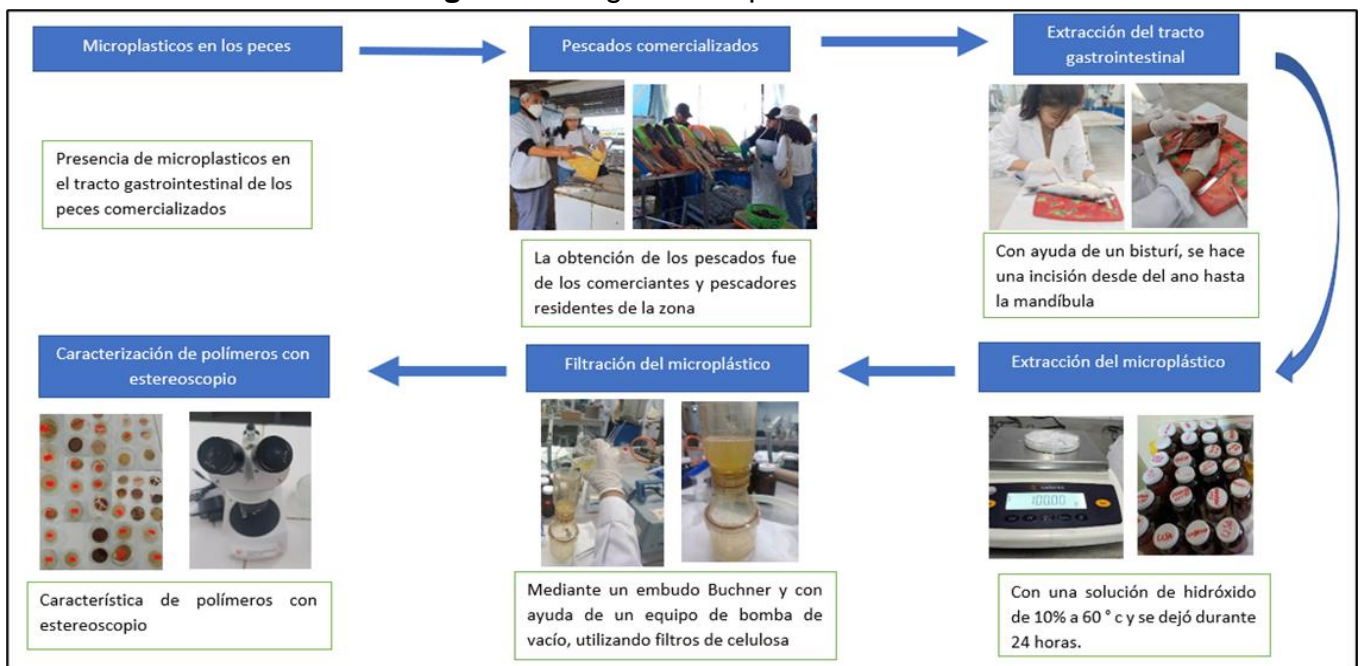 Microplasticos en los peces
Pescados comercializados
Extracción del tracto
gastrointestinal
Presencia de microplasticos en
el tracto gastrointestinal de los
peces comercializados
La obtención de los pescados fue
de los comerciantes y pescadores
residentes de la zona
Con ayuda de un bisturí, se hace
una incisión desde del ano hasta
la mandíbula
Caracterización de polímeros con
estereoscopio
Filtración del microplástico
Extracción del microplástico
100.00
Característica de polímeros con
estereoscopio
Mediante un embudo Buchner y con
ayuda de un equipo de bomba de
vacío, utilizando filtros de celulosa
Con una solución de hidróxido
de 10% a 60 ° c y se dejó durante
24 horas.